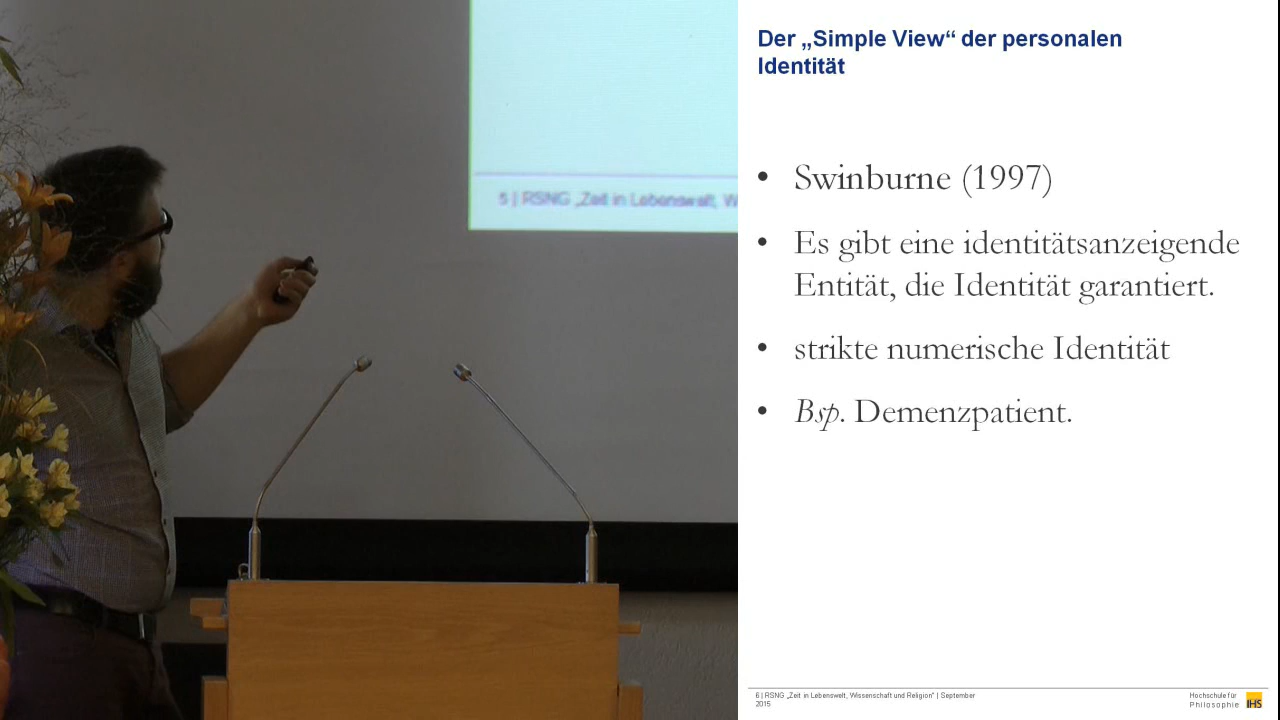 5 | RSNG „Zeit in Lebenswelt, W
Der „Simple View“ der personalen
Identität
• Swinburne (1997)
• Es gibt eine identitätsanzeigende
Entität, die Identität garantiert.
• strikte numerische Identität
• Bsp. Demenzpatient.
6 | RSNG „Zeit in Lebenswelt, Wissenschaft und Religion“ | September
2015
Hochschule für
Philosophie
IHS